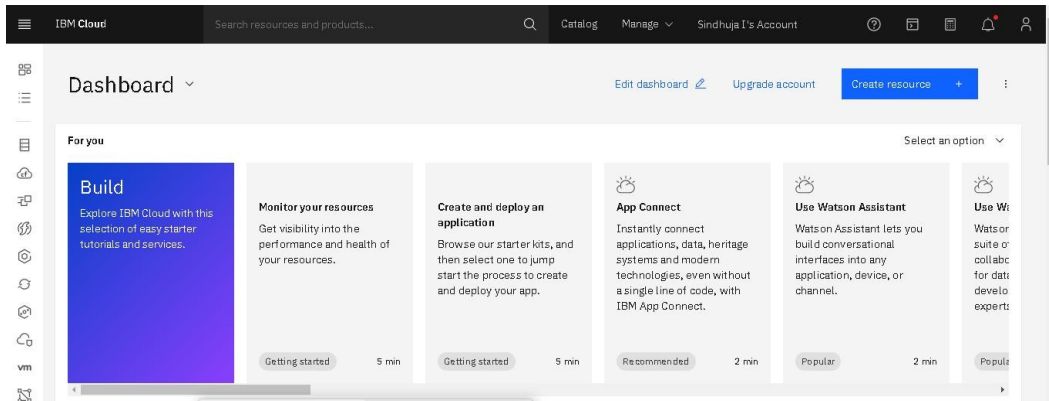 IBM Cloud
Search resources and products...
Catalog
Manage
Sindhuja I's Account
Dashboard
Edit dashboard
Upgrade account
Create resource +
For you
Select an option
Build
Explore IBM Cloud with this
selection of easy starter
tutorials and services.
Monitor your resources
Get visibility into the
performance and health of
your resources.
Getting started
5 min
Create and deploy an
application
Browse our starter kits, and
then select one to jump
start the process to create
and deploy your app.
Getting started
5 min
App Connect
Instantly connect
applications, data, heritage
systems and modern
technologies, even without
a single line of code, with
IBM App Connect.
Recommended
2 min
Use Watson Assistant
Watson Assistant lets you
build conversational
interfaces into any
application, device, or
channel.
Popular
2 min
Use
suite
for data
vm